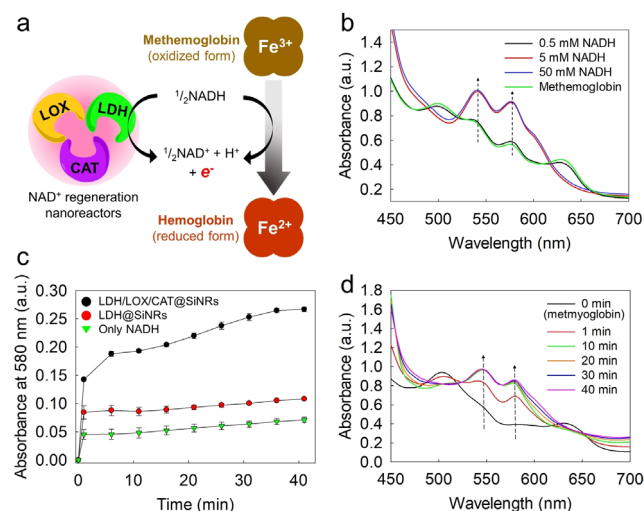 a
Methemoglobin
(oxidized form)
Fe³⁺
LOX
LDH
CAT
¹/₂NADH
¹/₂NAD⁺ + H⁺
+ e⁻
NAD⁺ regeneration
nanoreactors
Hemoglobin
(reduced form)
Fe²⁺
b
0.5 mM NADH
5 mM NADH
50 mM NADH
Methemoglobin
Absorbance (a.u.)
1.4
1.2
1.0
0.8
0.6
0.4
0.2
450 500 550 600 650 700
Wavelength (nm)
c
LDH/LOX/CAT@SiNRs
LDH@SiNRs
Only NADH
Absorbance at 580 nm (a.u.)
0.30
0.25
0.20
0.15
0.10
0.05
0.00
0 10 20 30 40
Time (min)
d
0 min
(metmyoglobin)
1 min
10 min
20 min
30 min
40 min
Absorbance (a.u.)
1.8
1.6
1.4
1.2
1.0
0.8
0.6
0.4
0.2
0.0
450 500 550 600 650 700
Wavelength (nm)